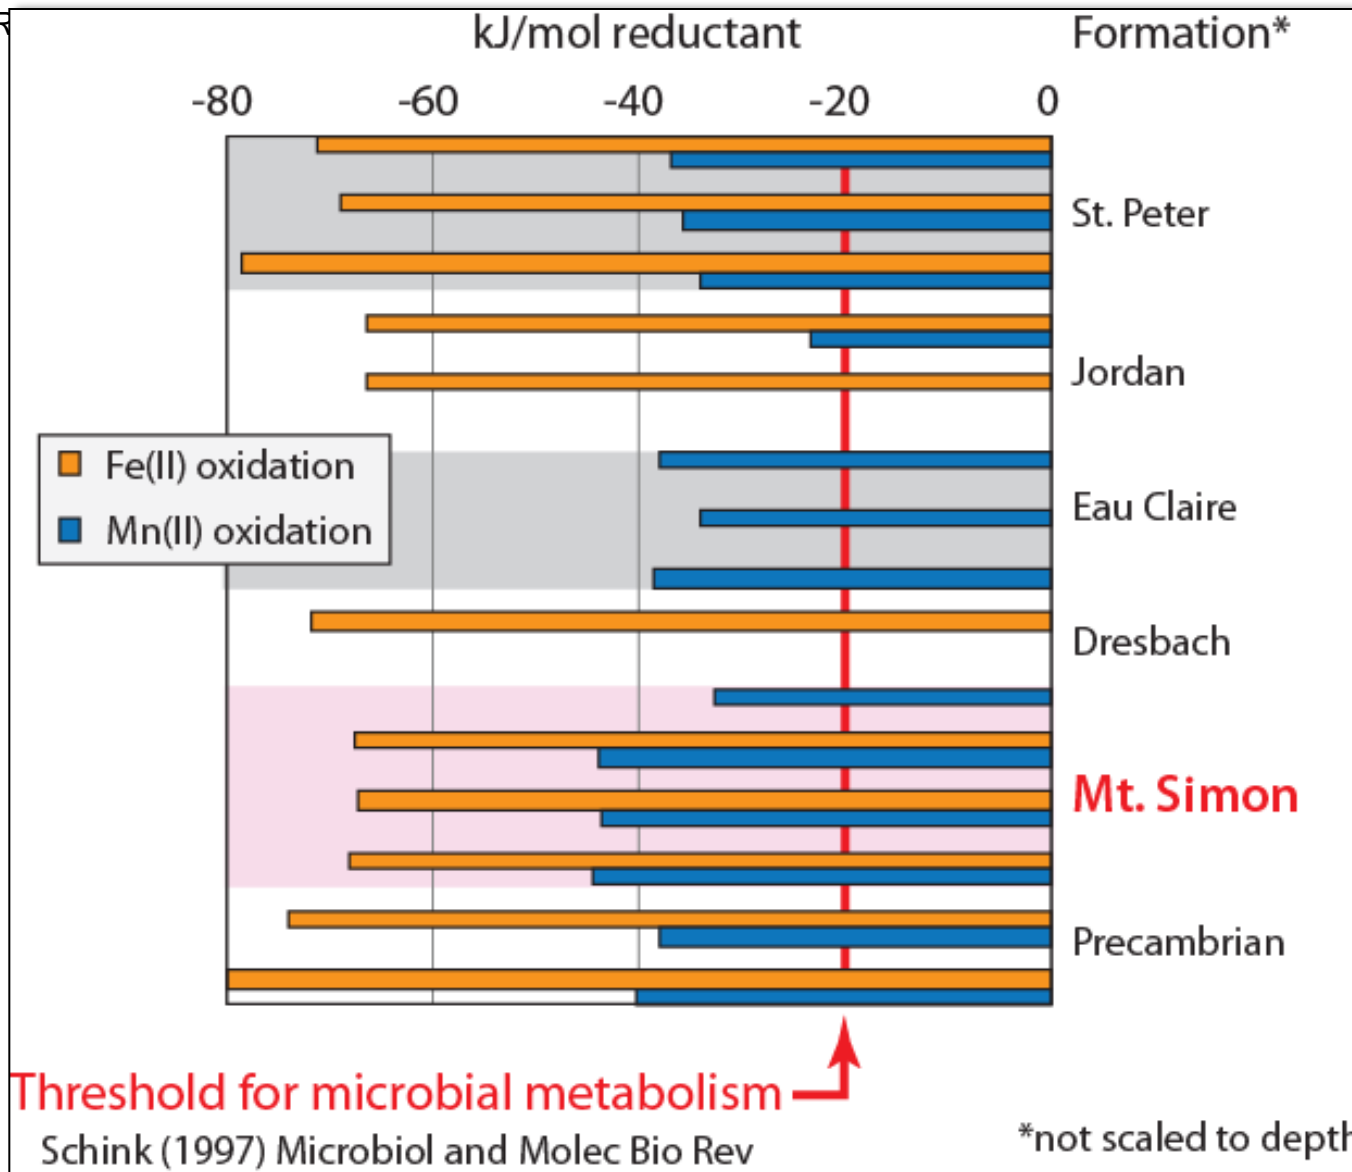 kJ/mol reductant
Formation*
-80 -60 -40 -20 0
St. Peter
Jordan
Fe(II) oxidation
Mn(II) oxidation
Eau Claire
Dresbach
Mt. Simon
Precambrian
Threshold for microbial metabolism
Schink (1997) Microbiol and Molec Bio Rev
*not scaled to depth